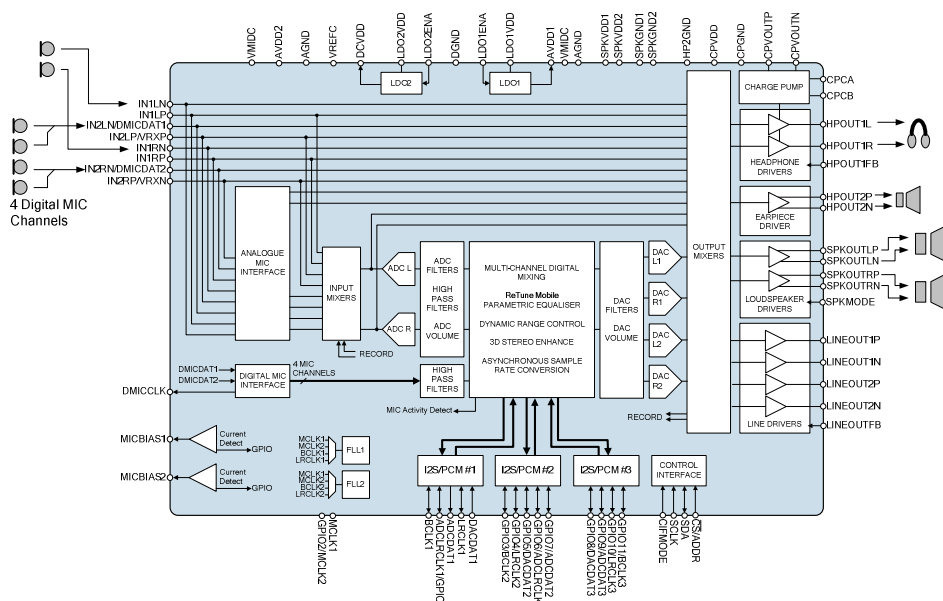 VMIDC
AVDD2
AGND
VREFC
DCVDD
LDO2VDD
LDO2ENA
DGND
LDO1ENA
LDO1VDD
AVDD1
VMIDC
AGND
SPKVDD1
SPKVDD2
SPKGND1
SPKGND2
HP2GND
CPVDD
CPGND
CPVOUTP
CPVOUTN
LDO2
LDO1
CHARGE PUMP
CPCA
CPCB
IN1LN
IN1LP
IN2LN/DMICDAT1
IN2LP/VRXP
IN1RN
IN1RP
IN2RN/DMICDAT2
IN2RP/VRXN
4 Digital MIC
Channels
HPOUT1L
HPOUT1R
HPOUT1FB
HEADPHONE
DRIVERS
HPOUT2P
HPOUT2N
EARPIECE
DRIVER
SPKOUTLP
SPKOUTLN
SPKOUTRP
SPKOUTRN
SPKMODE
LOUDSPEAKER
DRIVERS
LINEOUT1P
LINEOUT1N
LINEOUT2P
LINEOUT2N
LINEOUTFB
LINE DRIVERS
ANALOGUE
MIC
INTERFACE
INPUT
MIXERS
RECORD
ADC L
ADC R
ADC
FILTERS
HIGH
PASS
FILTERS
ADC
VOLUME
MULTI-CHANNEL DIGITAL
MIXING
ReTune Mobile
PARAMETRIC EQUALISER
DYNAMIC RANGE CONTROL
3D STEREO ENHANCE
ASYNCHRONOUS SAMPLE
RATE CONVERSION
DAC
FILTERS
DAC
VOLUME
DAC
L1
DAC
R1
DAC
L2
DAC
R2
OUTPUT
MIXERS
RECORD
DMICDAT1
DMICDAT2
DIGITAL MIC
INTERFACE
4 MIC
CHANNELS
HIGH
PASS
FILTERS
DMICCLK
MIC Activity Detect
MICBIAS1
Current
Detect
GPIO
MICBIAS2
Current
Detect
GPIO
MCLK1
MCLK2
BCLK1
LRCLK1
FLL1
MCLK1
MCLK2
BCLK2
LRCLK2
FLL2
I2S/PCM #1
I2S/PCM #2
I2S/PCM #3
CONTROL
INTERFACE
GPIO2/MCLK2
MCLK1
BCLK1
ADCLRCLK1/GPIO
ADCDAT1
LRCLK1
DACDAT1
GPIO3/BCLK2
GPIO4/LRCLK2
GPIO5/DACDAT2
GPIO6/ADCLRCLK
GPIO7/ADCDAT2
GPIO8/DACDAT3
GPIO9/ADCDAT3
GPIO10/LRCLK3
GPIO11/BCLK3
CIFMODE
SCLK
SDA
CS/ADDR